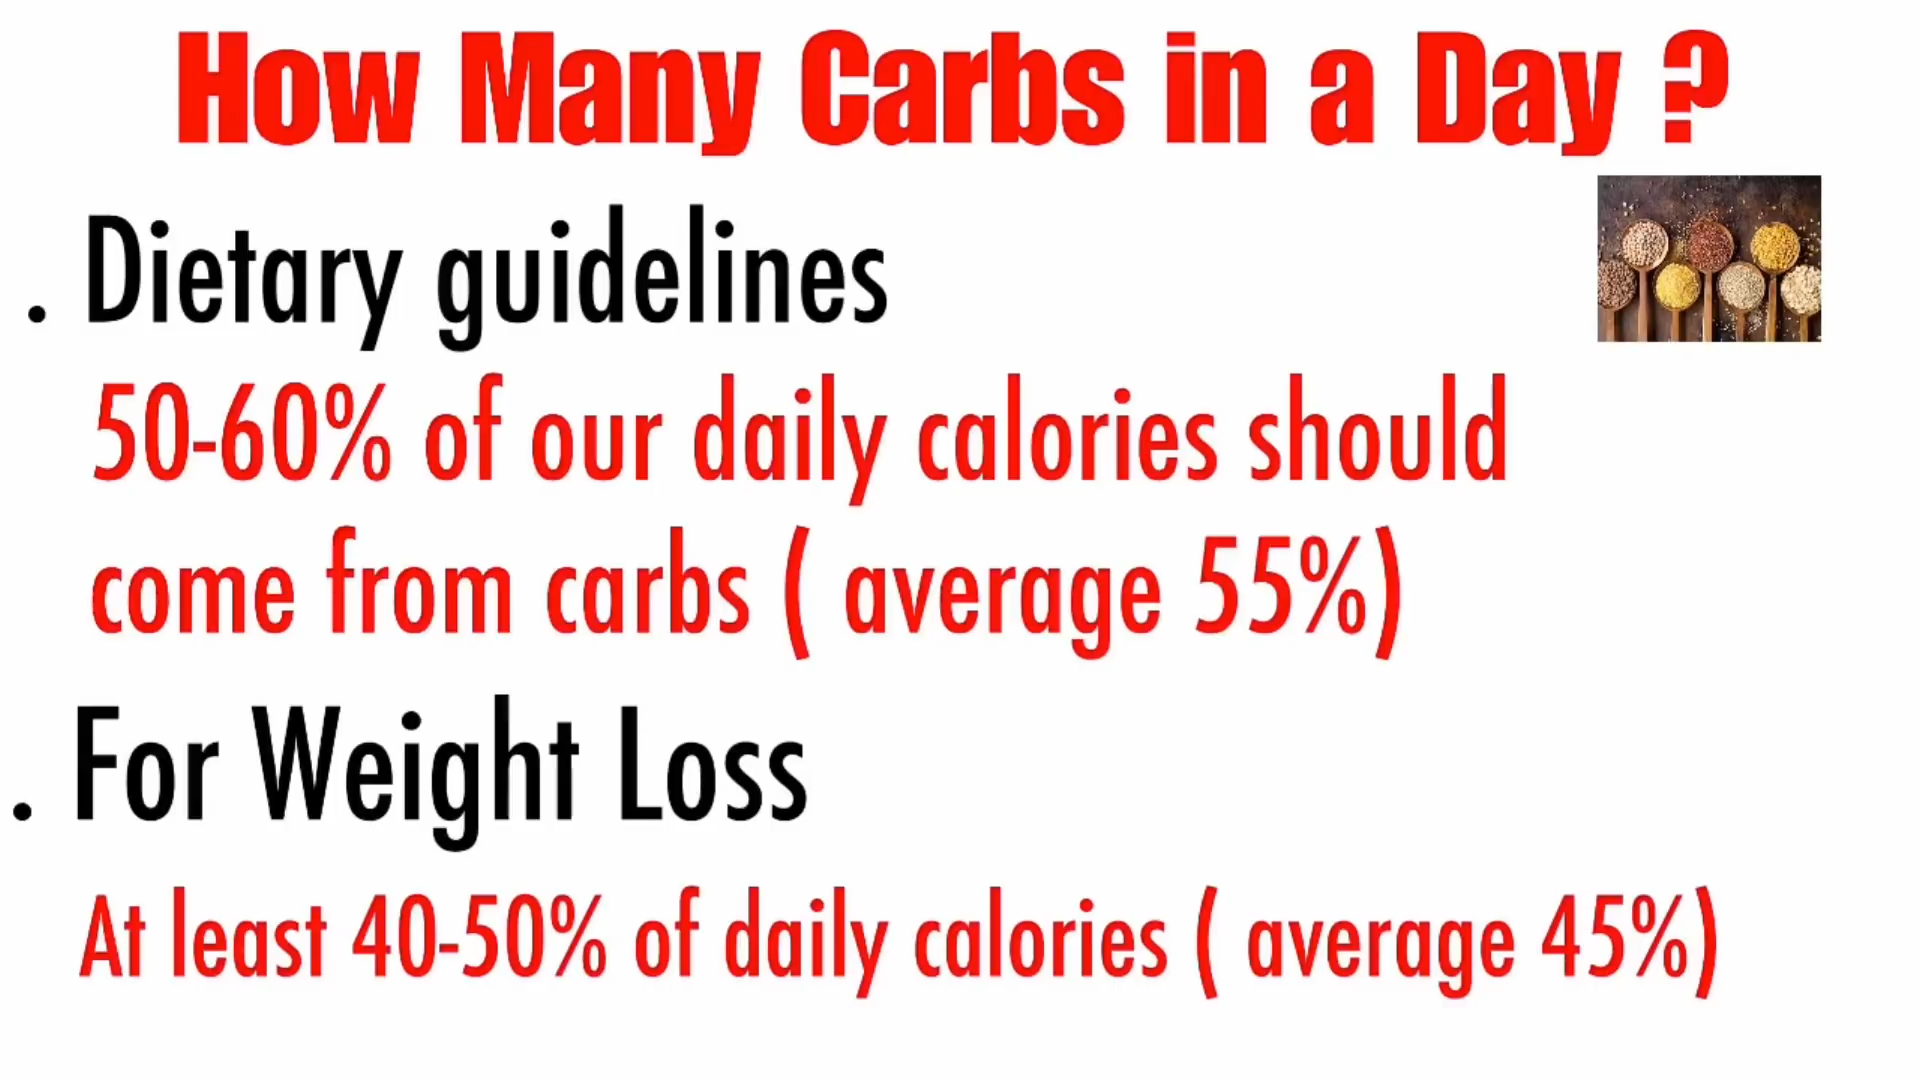 How Many Carbs in a Day ?
. Dietary guidelines
50-60% of our daily calories should
come from carbs ( average 55%)
. For Weight Loss
At least 40-50% of daily calories ( average 45%)